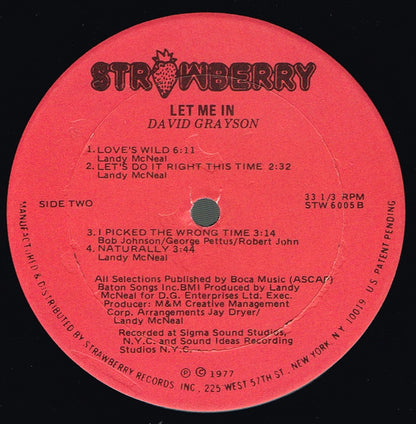 STRAWBERRY
LET ME IN
DAVID GRAYSON
1. LOVE'S WILD 6:11
Landy McNeal
2. LET'S DO IT RIGHT THIS TIME 2:32
Landy McNeal
SIDE TWO
33 1/3 RPM
STW 6005 B
3. I PICKED THE WRONG TIME 3:14
Bob Johnson/George Pettus/Robert John
4. NATURALLY 3:44
Landy McNeal
All Selections Published by Boca Music (ASCAP)
Baton Songs Inc.BMI Produced by Landy
McNeal for D.G. Enterprises Ltd. Exec.
Producer: M&M Creative Management
Corp. Arrangements Jay Dryer/
Landy McNeal
Recorded at Sigma Sound Studios,
N.Y.C. and Sound Ideas Recording
Studios N.Y.C.
℗ © 1977
MANUFACTURED & DISTRIBUTED BY STRAWBERRY RECORDS INC, 225 WEST 57TH ST., NEW YORK, N.Y. 10019 U.S. PATENT PENDING